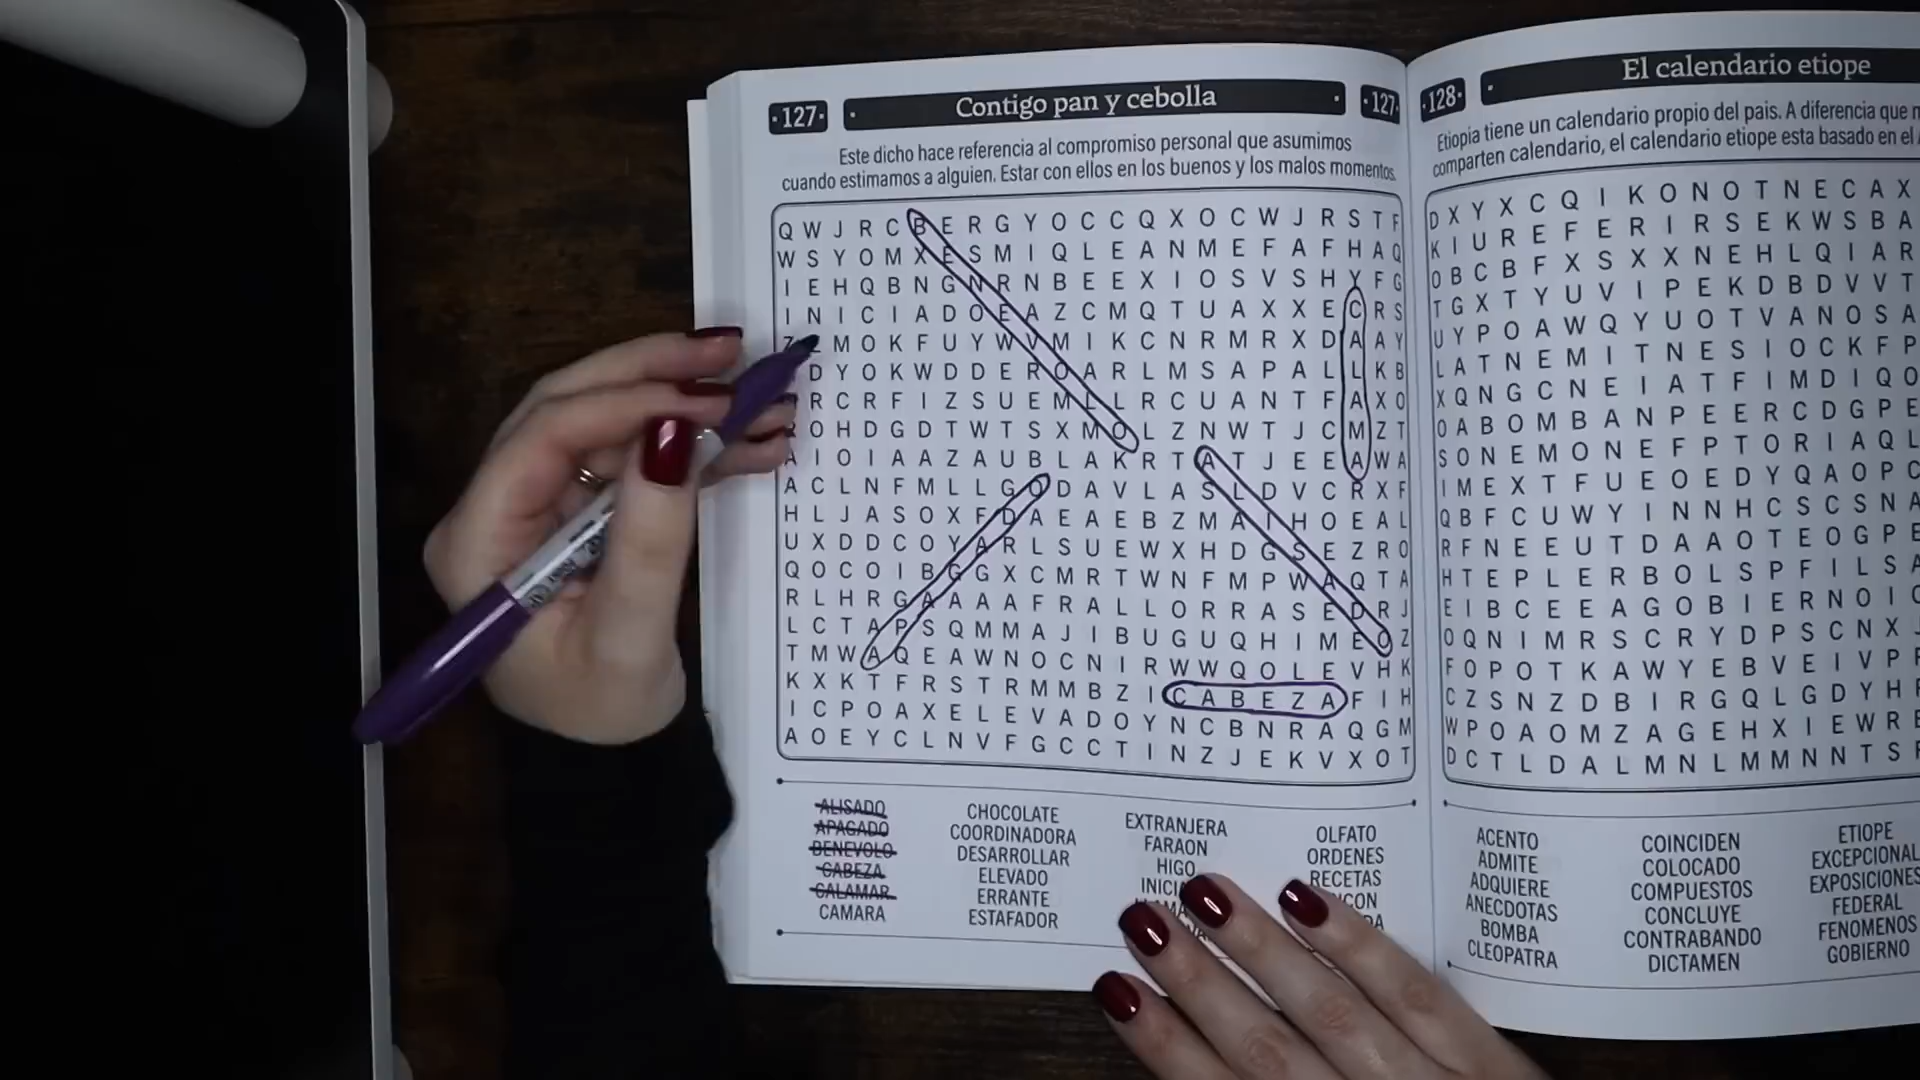 ·127· Contigo pan y cebolla ·127·
Este dicho hace referencia al compromiso personal que asumimos
cuando estimamos a alguien. Estar con ellos en los buenos y los malos momentos.
Q W J R C B E R G Y O C C Q X O C W J R S T F
W S Y O M X E S M I Q L E A N M E F A F H A Q
I E H Q B N G N R N B E E X I O S V S H Y F G
I N I C I A D O E A Z C M Q T U A X X E C R S
M O K F U Y W V M I K C N R M R X D A A Y
D Y O K W D D E R O A R L M S A P A L L K B
R C R F I Z S U E M L L R C U A N T F A X O
O H D G D T W T S X M O L Z N W T J C M Z T
A I O I A A Z A U B L A K R T A T J E E A W A
A C L N F M L L G O D A V L A S L D V C R X F
H L J A S O X F D A E A E B Z M A I H O E A L
U X D D C O Y A R L S U E W X H D G S E Z R O
Q O C O I B G G X C M R T W N F M P W A Q T A
R L H R G A A A A F R A L L O R R A S E D R J
L C T A P S Q M M A J I B U G U Q H I M E O Z
T M W A Q E A W N O C N I R W W Q O L E V H K
K X K T F R S T R M M B Z I C A B E Z A F I H
I C P O A X E L E V A D O Y N C B N R A Q G M
A O E Y C L N V F G C C T I N Z J E K V X O T
ALISADO
APAGADO
BENEVOLO
CABEZA
CALAMAR
CAMARA
CHOCOLATE
COORDINADORA
DESARROLLAR
ELEVADO
ERRANTE
ESTAFADOR
EXTRANJERA
FARAON
HIGO
OLFATO
ORDENES
RECETAS
·128· El calendario etiope
Etiopia tiene un calendario propio del pais. A diferencia que
comparten calendario, el calendario etiope esta basado en el
D X Y X C Q I K O N O T N E C A X
K I U R E F E R I R S E K W S B A
O B C B F X S X X N E H L Q I A R
T G X T Y U V I P E K D B D V V T
U Y P O A W Q Y U O T V A N O S A
L A T N E M I T N E S I O C K F P
X Q N G C N E I A T F I M D I Q O
O A B O M B A N P E E R C D G P E
S O N E M O N E F P T O R I A Q L
I M E X T F U E O E D Y Q A O P C
Q B F C U W Y I N N H C S C S N A
R F N E E U T D A A O T E O G P E
H T E P L E R B O L S P F I L S A
E I B C E E A G O B I E R N O I
O Q N I M R S C R Y D P S C N X
F O P O T K A W Y E B V E I V P
C Z S N Z D B I R G Q L G D Y H
W P O A O M Z A G E H X I E W R
D C T L D A L M N L M M N N T S
ACENTO
ADMITE
ADQUIERE
ANECDOTAS
BOMBA
CLEOPATRA
COINCIDEN
COLOCADO
COMPUESTOS
CONCLUYE
CONTRABANDO
DICTAMEN
ETIOPE
EXCEPCIONAL
EXPOSICIONES
FEDERAL
FENOMENOS
GOBIERNO